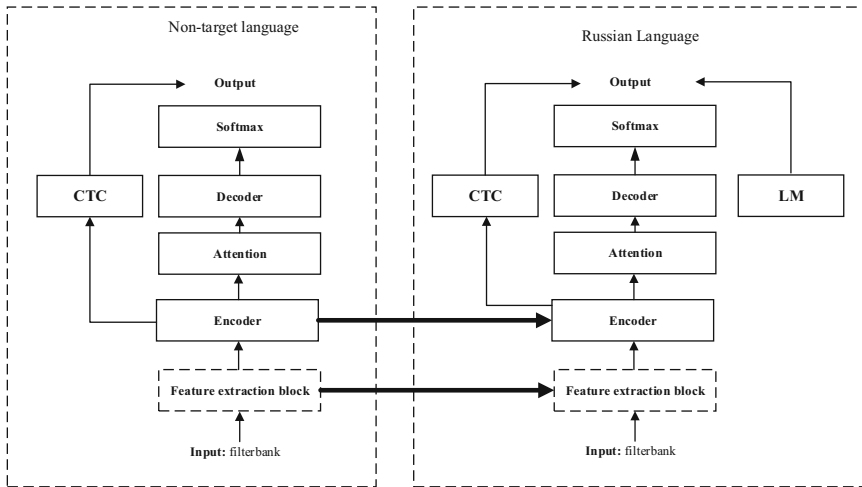 Non-target language
Output
Softmax
CTC
Decoder
Attention
Encoder
Feature extraction block
Input: filterbank
Russian Language
Output
Softmax
CTC
Decoder
LM
Attention
Encoder
Feature extraction block
Input: filterbank